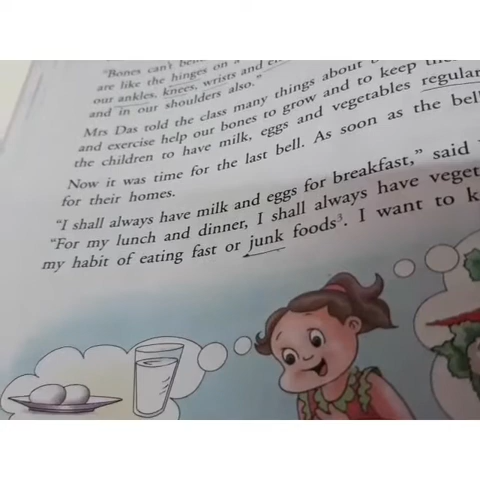 "Bones can't
are like the hinges on a
our ankles, knees, wrists and
and in our shoulders also."
Mrs Das told the class many things about
and exercise help our bones to grow and to keep
the children to have milk, eggs and vegetables regular
Now it was time for the last bell. As soon as the bell
for their homes.
"I shall always have milk and eggs for breakfast," said
"For my lunch and dinner, I shall always have
my habit of eating fast or junk foods³. I want to